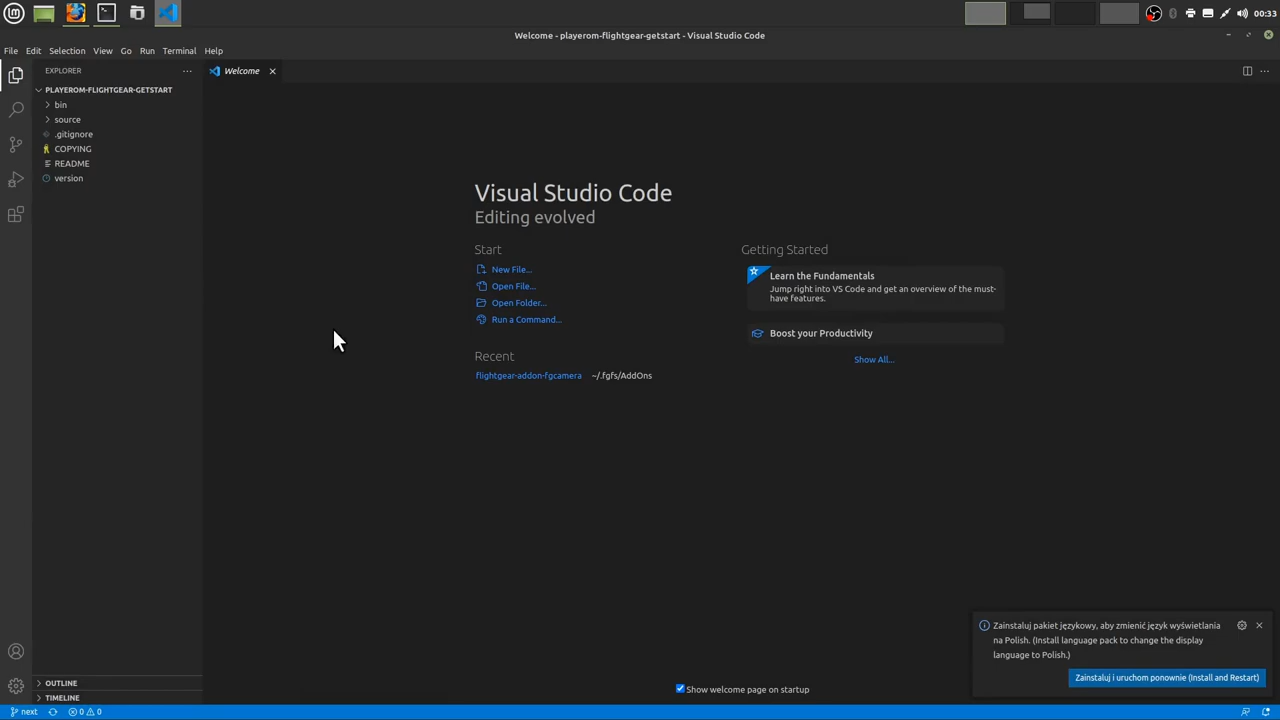 00:33
Welcome - playerom-flightgear-getstart - Visual Studio Code
File Edit Selection View Go Run Terminal Help
EXPLORER
Welcome
PLAYEROM-FLIGHTGEAR-GETSTART
bin
source
.gitignore
COPYING
README
version
Visual Studio Code
Editing evolved
Start
New File...
Open File...
Open Folder...
Run a Command...
Recent
flightgear-addon-fgcamera ~/.fgfs/AddOns
Getting Started
Learn the Fundamentals
Jump right into VS Code and get an overview of the must-
have features.
Boost your Productivity
Show All...
Zainstaluj pakiet językowy, aby zmienić język wyświetlania
na Polish. (Install language pack to change the display
language to Polish.)
Zainstaluj i uruchom ponownie (Install and Restart)
Show welcome page on startup
OUTLINE
TIMELINE
next 0 0